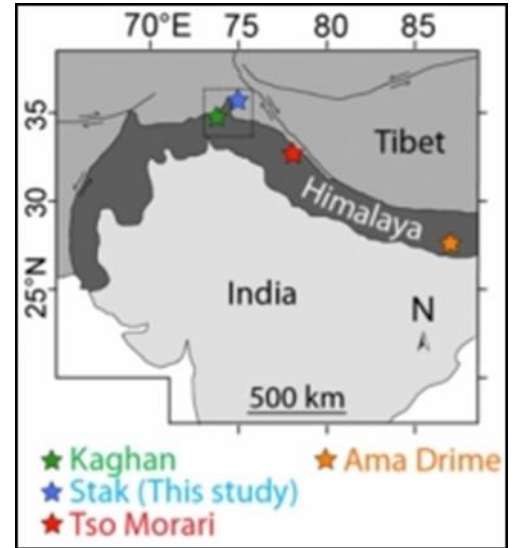 70°E 75 80 85
35
Tibet
30
Himalaya
25°N
India
N
500 km
Kaghan
Ama Drime
Stak (This study)
Tso Morari